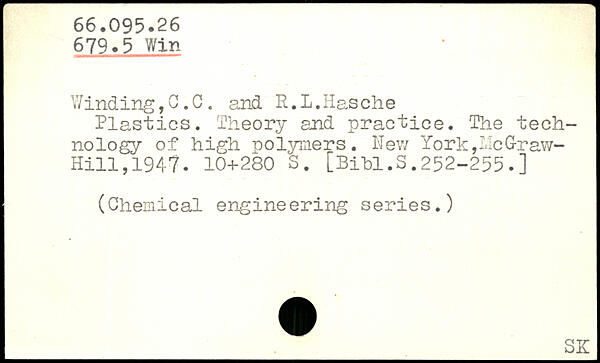 66.095.26
679.5 Win
Winding,C.C. and R.L.Hasche
Plastics. Theory and practice. The tech-
nology of high polymers. New York,McGraw-
Hill,1947. 10+280 S. [Bibl.S.252-255.]
(Chemical engineering series.)
SK